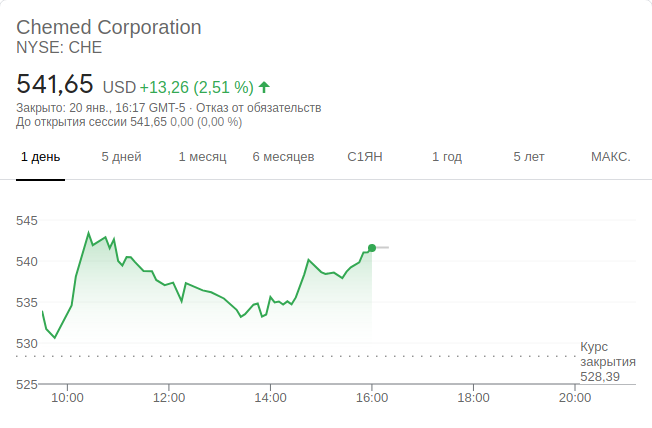 Chemed Corporation
NYSE: CHE
541,65 USD +13,26 (2,51 %)
Закрыто: 20 янв., 16:17 GMT-5 · Отказ от обязательств
До открытия сессии 541,65 0,00 (0,00 %)
1 день 5 дней 1 месяц 6 месяцев С1ЯН 1 год 5 лет МАКС.
545
540
535
530
Курс
закрытия
528,39
525
10:00 12:00 14:00 16:00 18:00 20:00